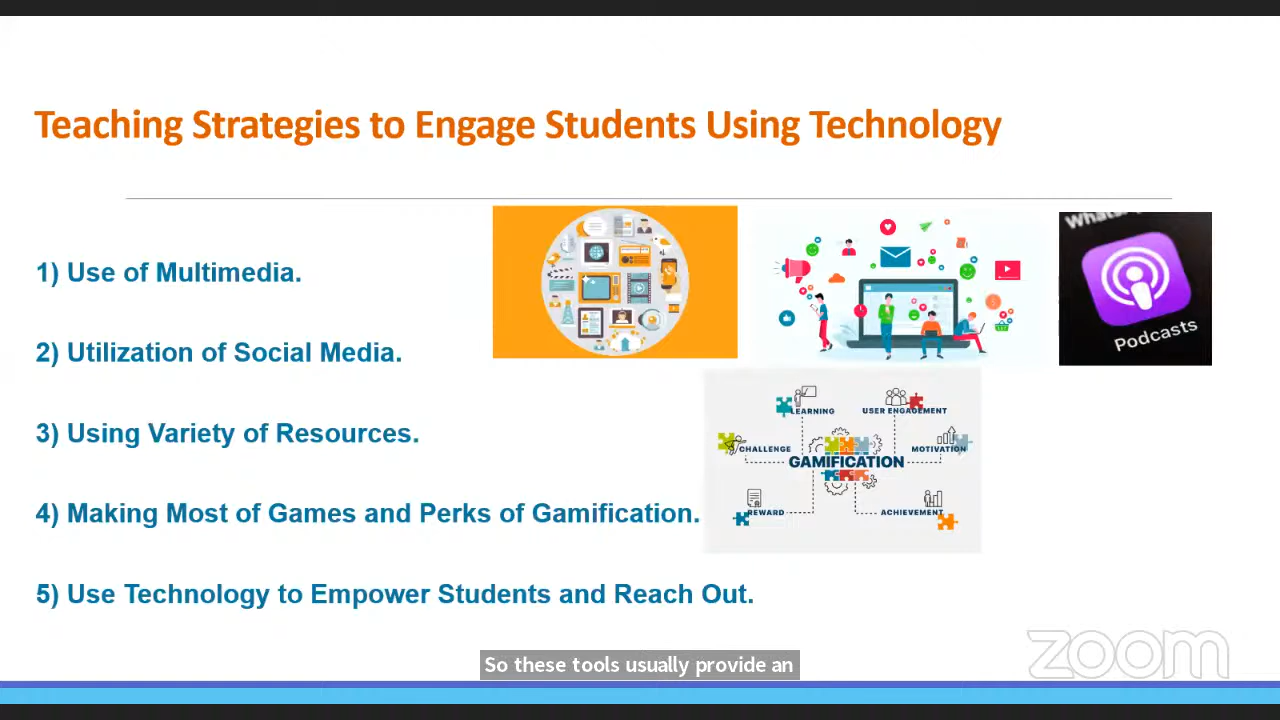 Teaching Strategies to Engage Students Using Technology
1) Use of Multimedia.
2) Utilization of Social Media.
3) Using Variety of Resources.
4) Making Most of Games and Perks of Gamification.
5) Use Technology to Empower Students and Reach Out.
Podcasts
LEARNING
USER ENGAGEMENT
CHALLENGE
MOTIVATION
GAMIFICATION
REWARD
ACHIEVEMENT
So these tools usually provide an
zoom